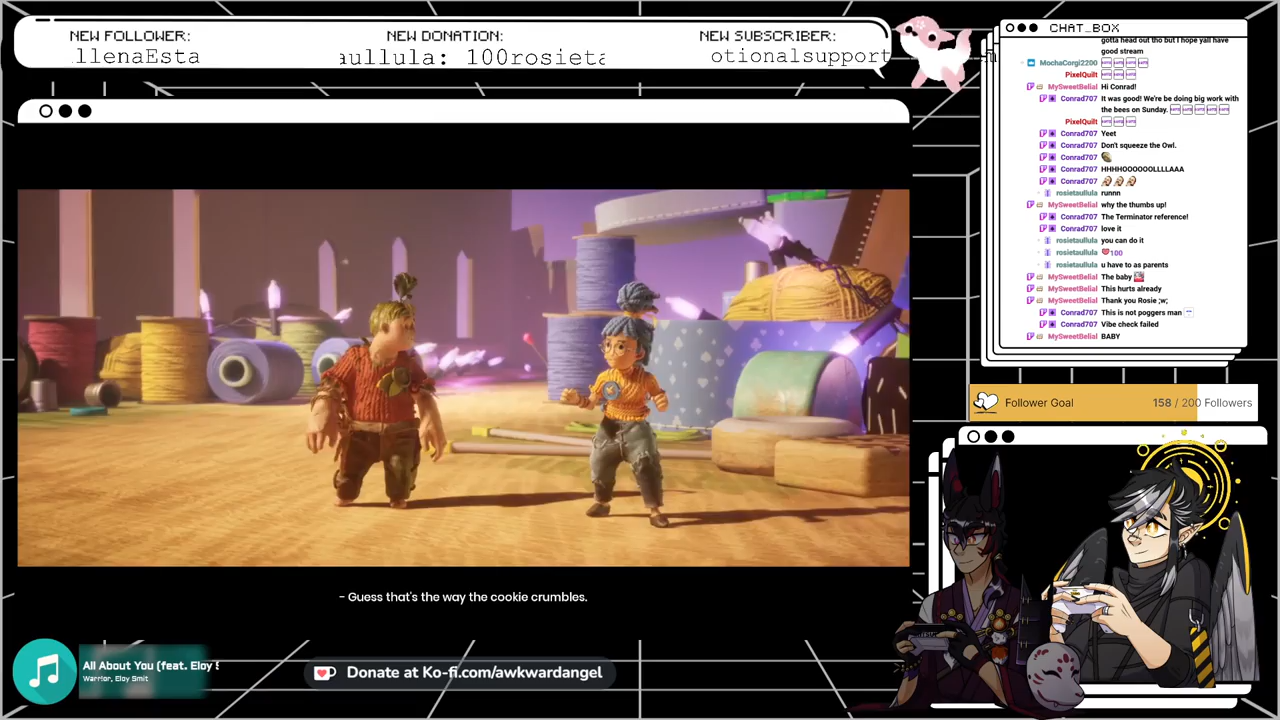 NEW FOLLOWER:
llenaEsta
NEW DONATION:
aullula: 100rosieta
NEW SUBSCRIBER:
otionalsupport
CHAT_BOX
gotta head out tho but I hope yall have
good stream
MochaCorgi2200
PixelQuilt
MySweetBelial Hi Conrad!
Conrad707 It was good! We're be doing big work with
the bees on Sunday.
PixelQuilt
Conrad707 Yeet
Conrad707 Don't squeeze the Owl.
Conrad707
Conrad707 HHHHOOOOOOLLLLAAA
Conrad707
rosietaullula runnn
MySweetBelial why the thumbs up!
Conrad707 The Terminator reference!
Conrad707 love it
rosietaullula you can do it
rosietaullula 100
rosietaullula u have to as parents
MySweetBelial The baby
MySweetBelial This hurts already
MySweetBelial Thank you Rosie ;w;
Conrad707 This is not poggers man
Conrad707 Vibe check failed
MySweetBelial BABY
Follower Goal
158 / 200 Followers
- Guess that's the way the cookie crumbles.
All About You (feat. Eloy S
Warr!or, Eloy Smit
Donate at Ko-fi.com/awkwardangel